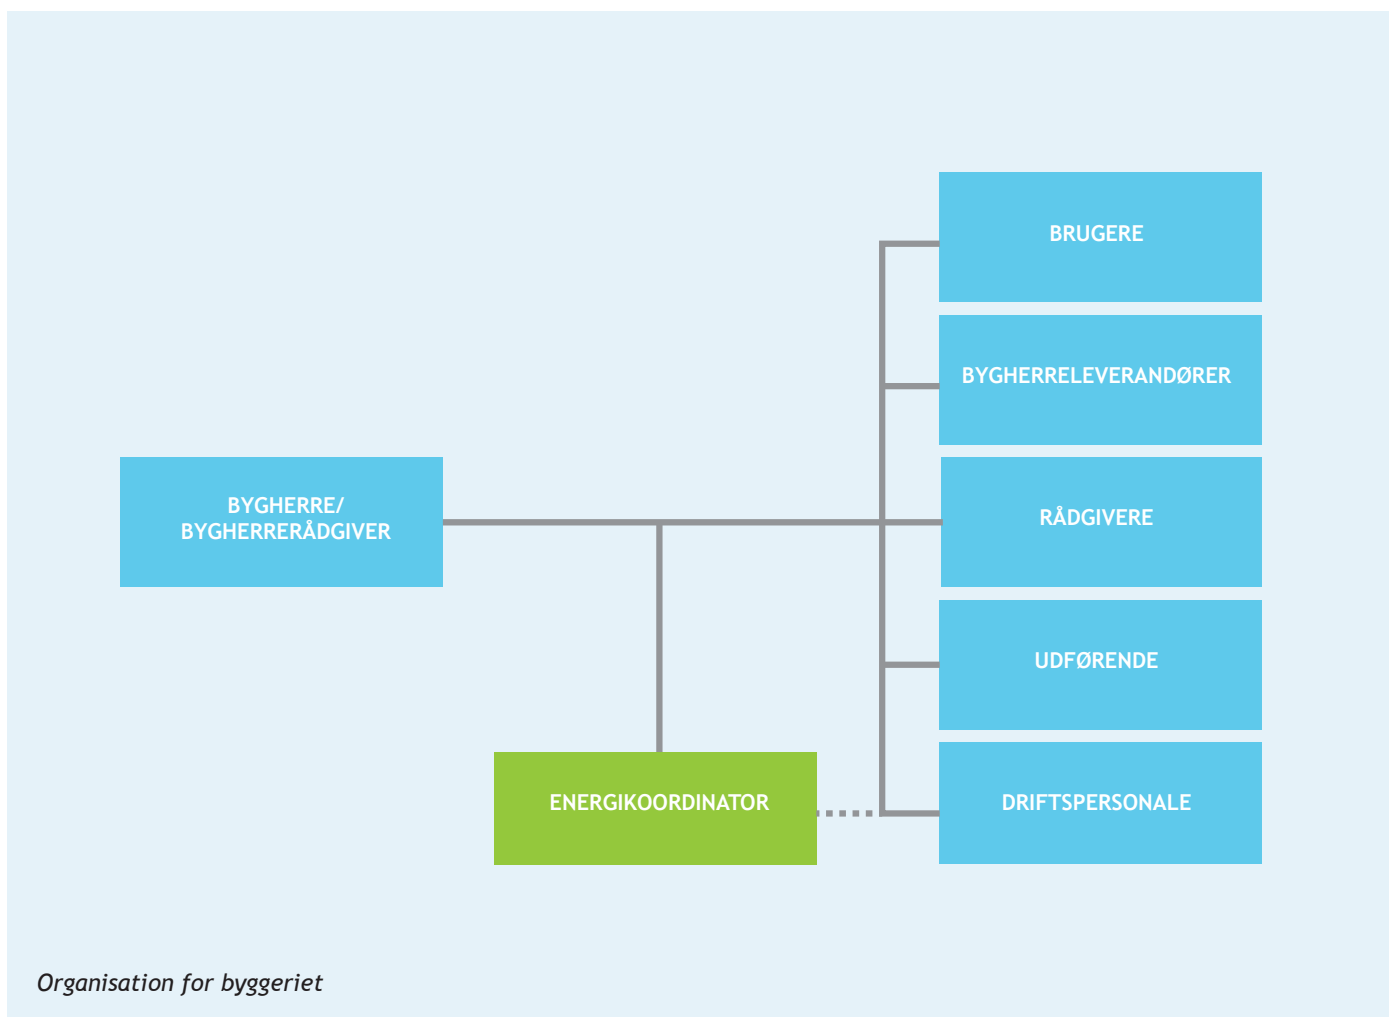 BRUGERE
BYGHERRELEVERANDØRER
BYGHERRE/
BYGHERRERÅDGIVER
RÅDGIVERE
UDFØRENDE
ENERGIKOORDINATOR
DRIFTSPERSONALE
Organisation for byggeriet